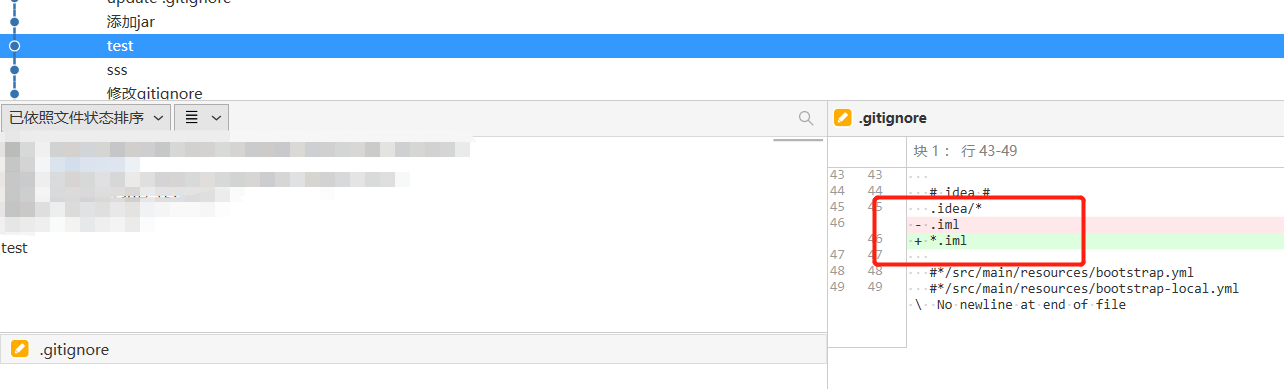 update .gitignore
添加jar
test
sss
修改gitignore
已依照文件状态排序
test
.gitignore
.gitignore
块 1： 行 43-49
43 43
44 44 # idea #
45 45 .idea/*
46 - .iml
46 + *.iml
47 47
48 48 #*/src/main/resources/bootstrap.yml
49 49 #*/src/main/resources/bootstrap-local.yml
\ No newline at end of file